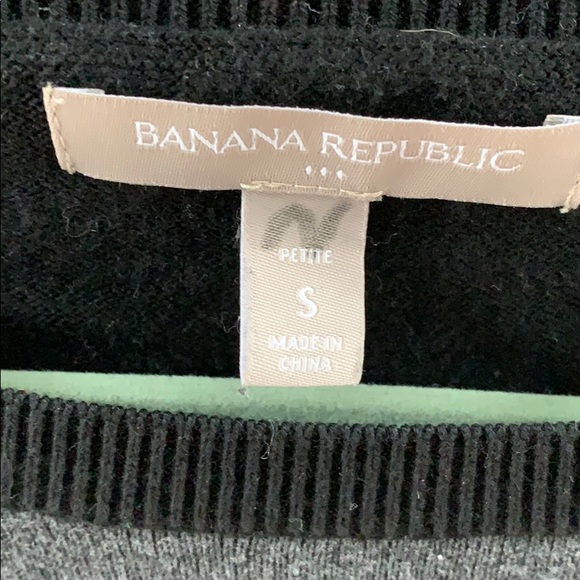 BANANA REPUBLIC
N
PETITE
S
MADE IN
CHINA